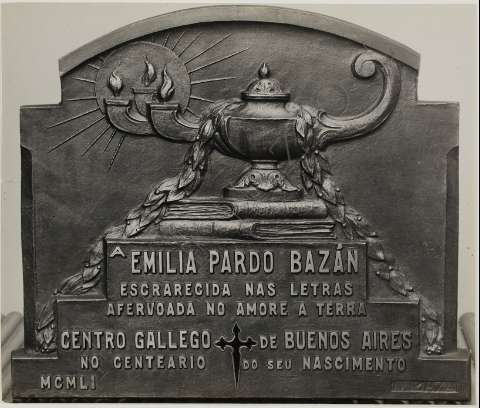 A EMILIA PARDO BAZÁN
ESCRARECIDA NAS LETRAS
AFERVOADA NO AMORE A TERRA
CENTRO GALLEGO DE BUENOS AIRES
NO CENTEARIO DO SEU NASCIMENTO
MCMLI